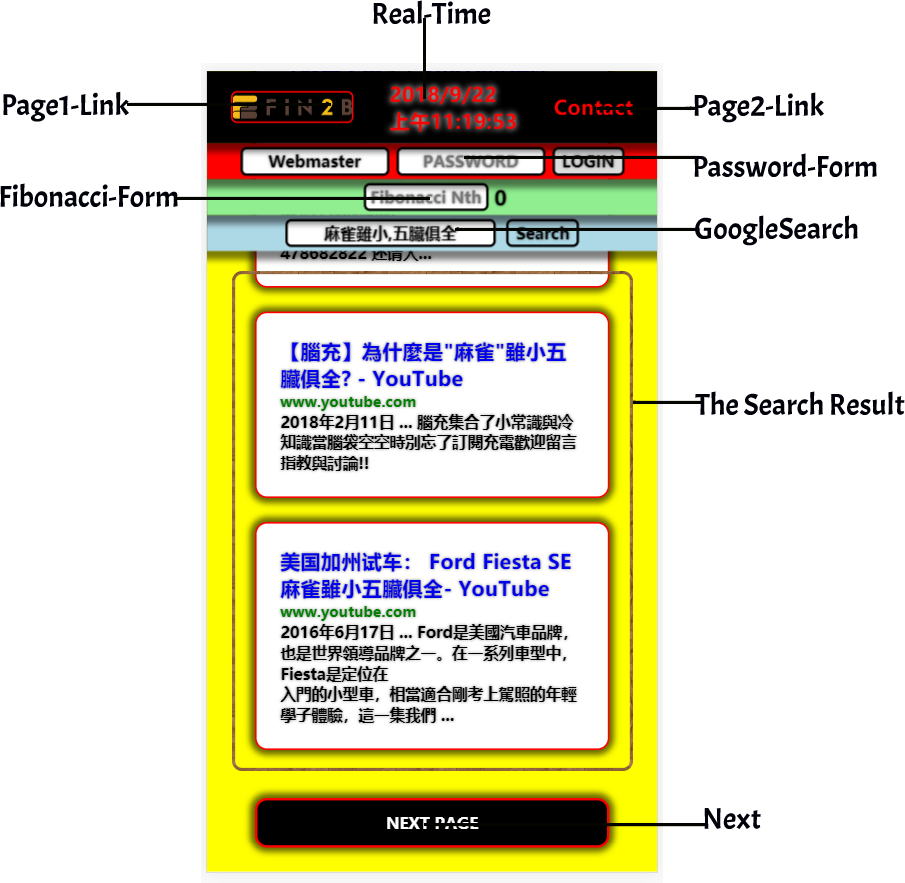 Real-Time
Page1-Link
FIN2B
2018/9/22
上午11:19:53
Contact
Page2-Link
Webmaster
PASSWORD
LOGIN
Password-Form
Fibonacci-Form
Fibonacci Nth
0
麻雀雖小,五臟俱全
Search
GoogleSearch
478682822 还请大...
【腦充】為什麼是"麻雀"雖小五
臟俱全? - YouTube
www.youtube.com
2018年2月11日 ... 腦充集合了小常識與冷
知識當腦袋空空時別忘了訂閱充電歡迎留言
指教與討論!!
The Search Result
美国加州试车： Ford Fiesta SE
麻雀雖小五臟俱全- YouTube
www.youtube.com
2016年6月17日 ... Ford是美國汽車品牌，
也是世界領導品牌之一。在一系列車型中，
Fiesta是定位在
入門的小型車，相當適合剛考上駕照的年輕
學子體驗，這一集我們 ...
NEXT PAGE
Next